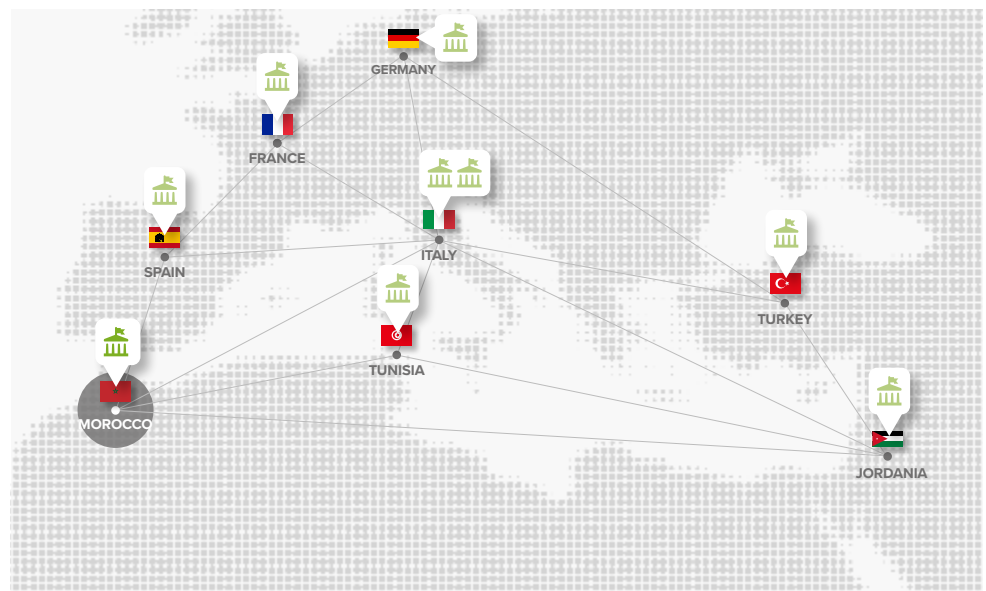 GERMANY
FRANCE
ITALY
SPAIN
TURKEY
TUNISIA
MOROCCO
JORDANIA